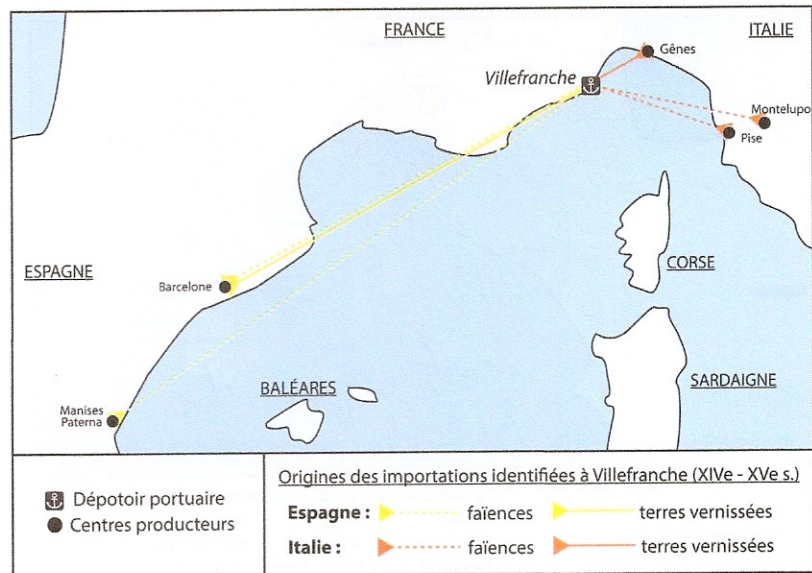 FRANCE
ITALIE
Gênes
Villefranche
Montelupo
Pise
CORSE
ESPAGNE
Barcelone
SARDAIGNE
BALÉARES
Manises
Paterna
Dépotoir portuaire
Centres producteurs
Origines des importations identifiées à Villefranche (XIVe - XVe s.)
Espagne : faïences terres vernissées
Italie : faïences terres vernissées